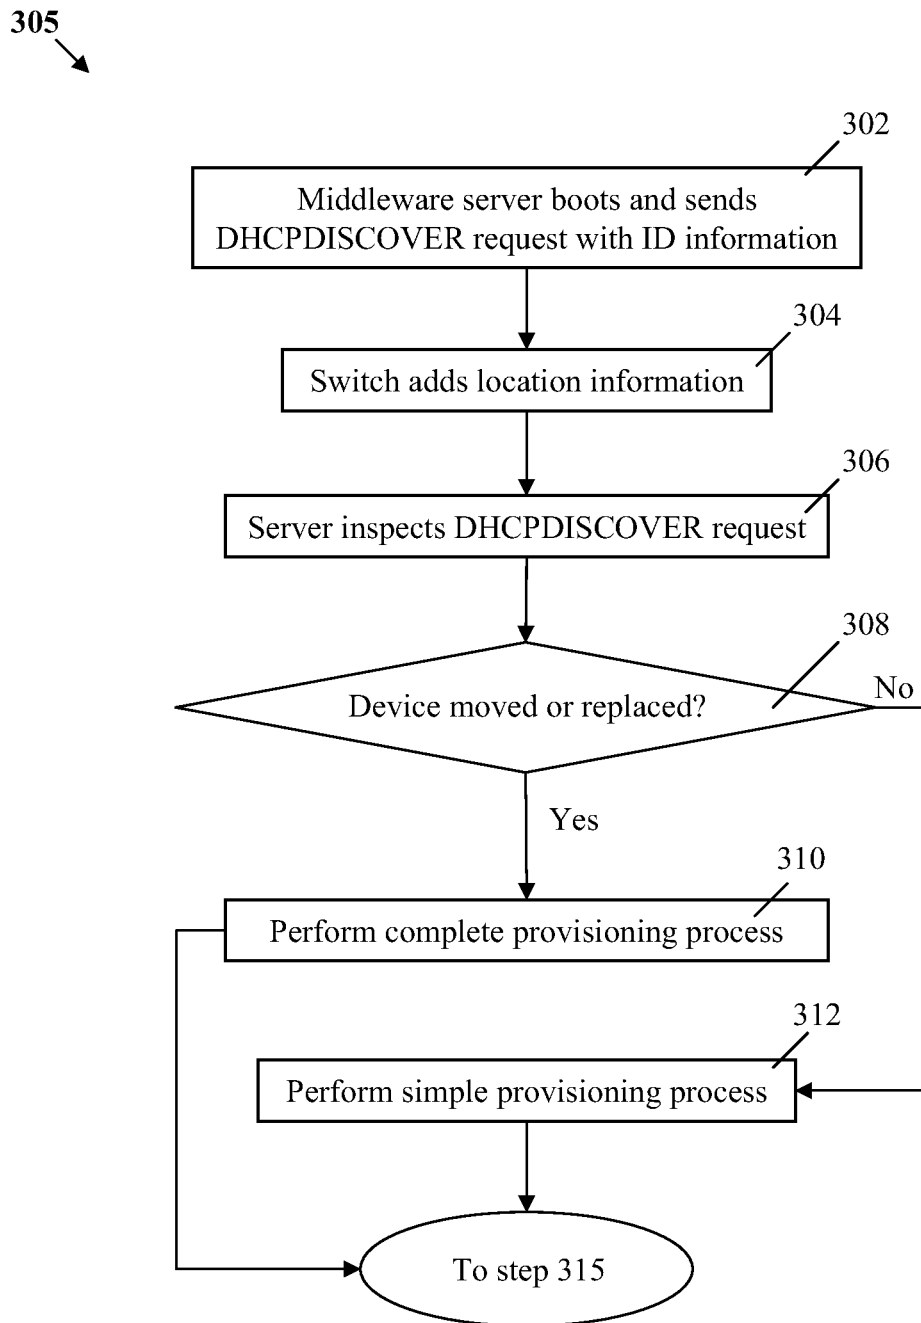 305
302
Middleware server boots and sends
DHCPDISCOVER request with ID information
304
Switch adds location information
306
Server inspects DHCPDISCOVER request
308
Device moved or replaced?
No
Yes
310
Perform complete provisioning process
312
Perform simple provisioning process
To step 315